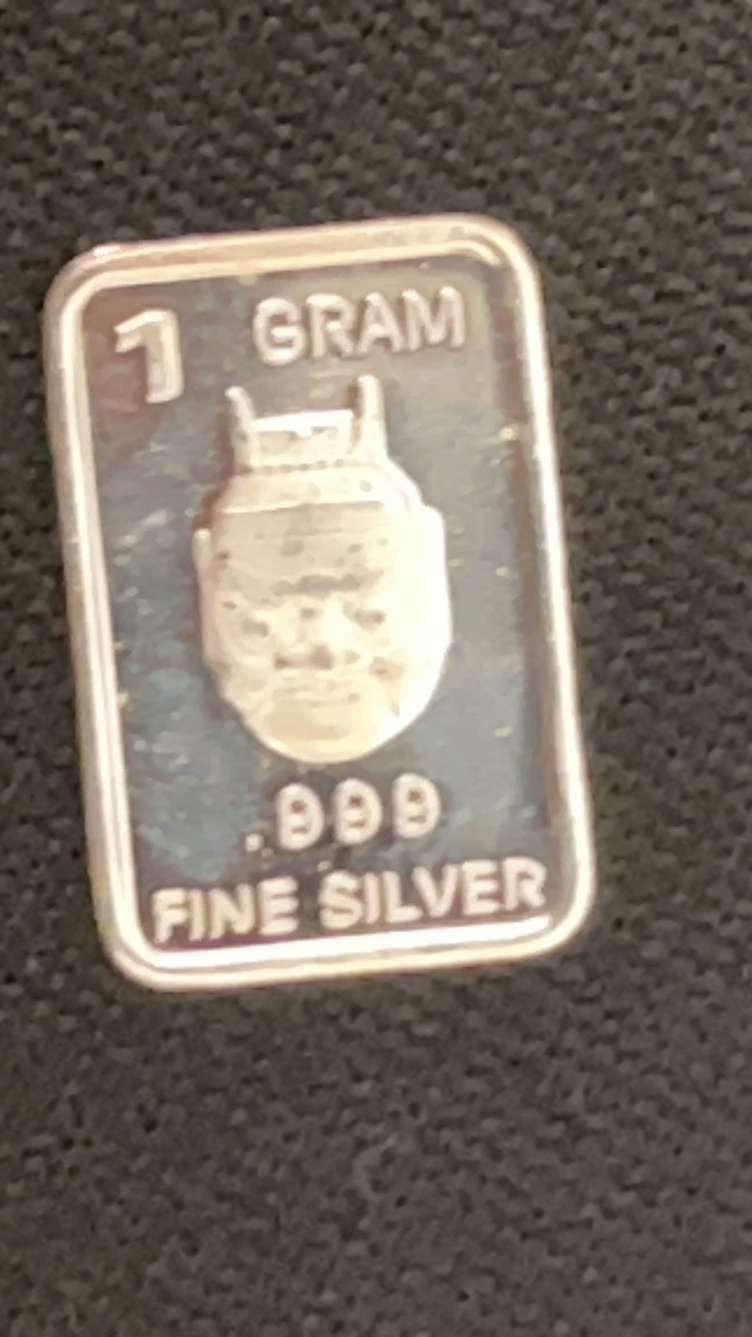 1 GRAM
.999
FINE SILVER